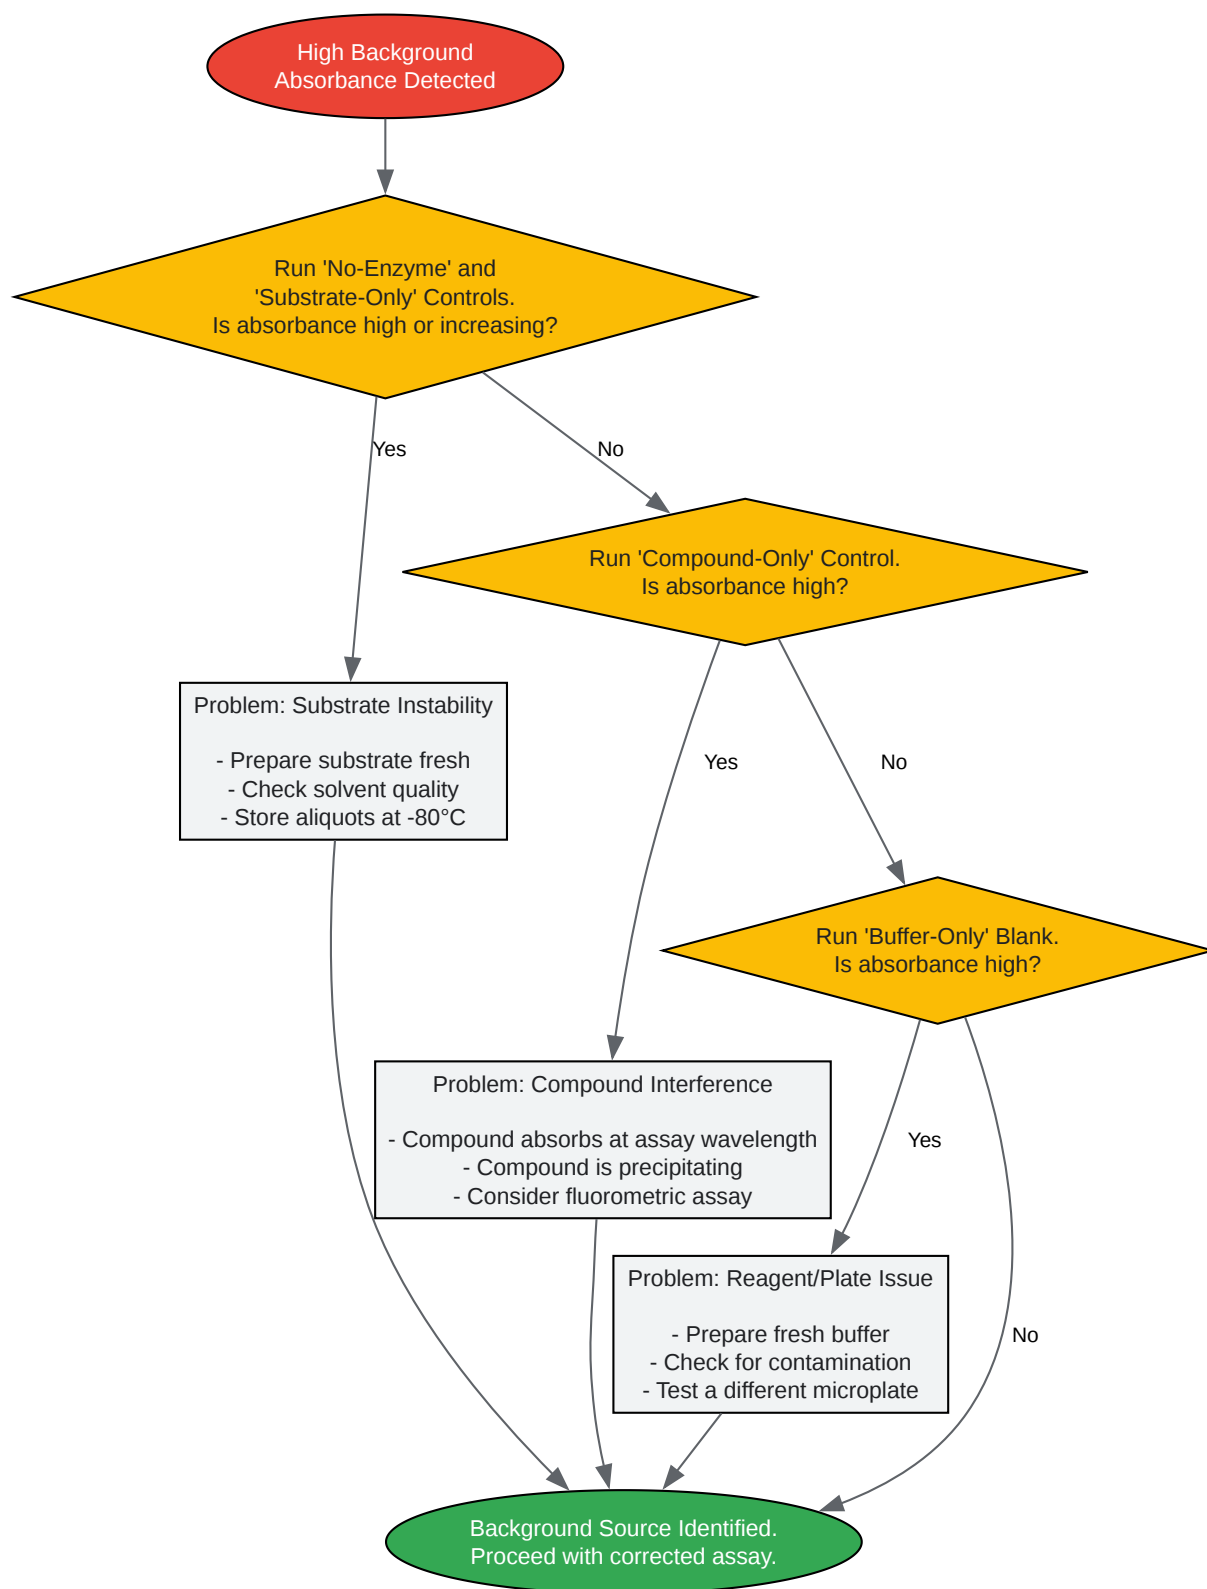 High Background
Absorbance Detected
Run 'No-Enzyme' and
'Substrate-Only' Controls.
Is absorbance high or increasing?
Yes
No
Run 'Compound-Only' Control.
Is absorbance high?
Problem: Substrate Instability
- Prepare substrate fresh
- Check solvent quality
- Store aliquots at -80°C
Yes
No
Run 'Buffer-Only' Blank.
Is absorbance high?
Problem: Compound Interference
- Compound absorbs at assay wavelength
- Compound is precipitating
- Consider fluorometric assay
Yes
No
Problem: Reagent/Plate Issue
- Prepare fresh buffer
- Check for contamination
- Test a different microplate
Background Source Identified.
Proceed with corrected assay.